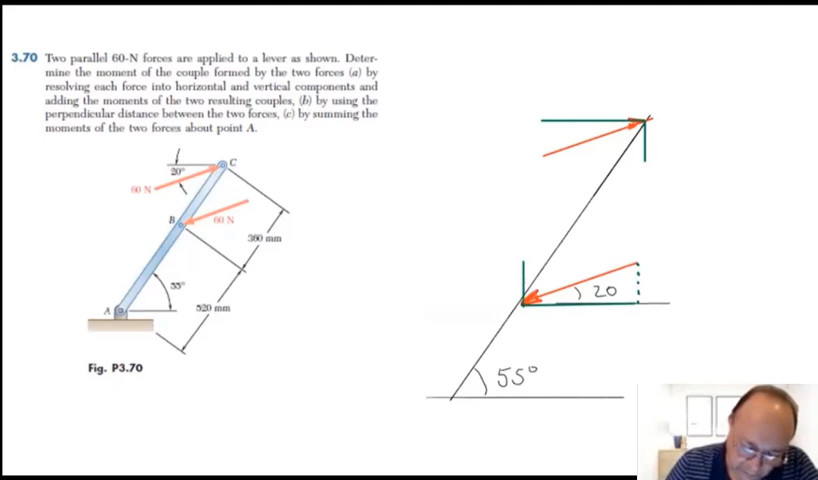 3.70 Two parallel 60-N forces are applied to a lever as shown. Deter-
mine the moment of the couple formed by the two forces (a) by
resolving each force into horizontal and vertical components and
adding the moments of the two resulting couples, (b) by using the
perpendicular distance between the two forces, (c) by summing the
moments of the two forces about point A.
C
20°
60 N
B
60 N
360 mm
55°
A
520 mm
Fig. P3.70
20
55°